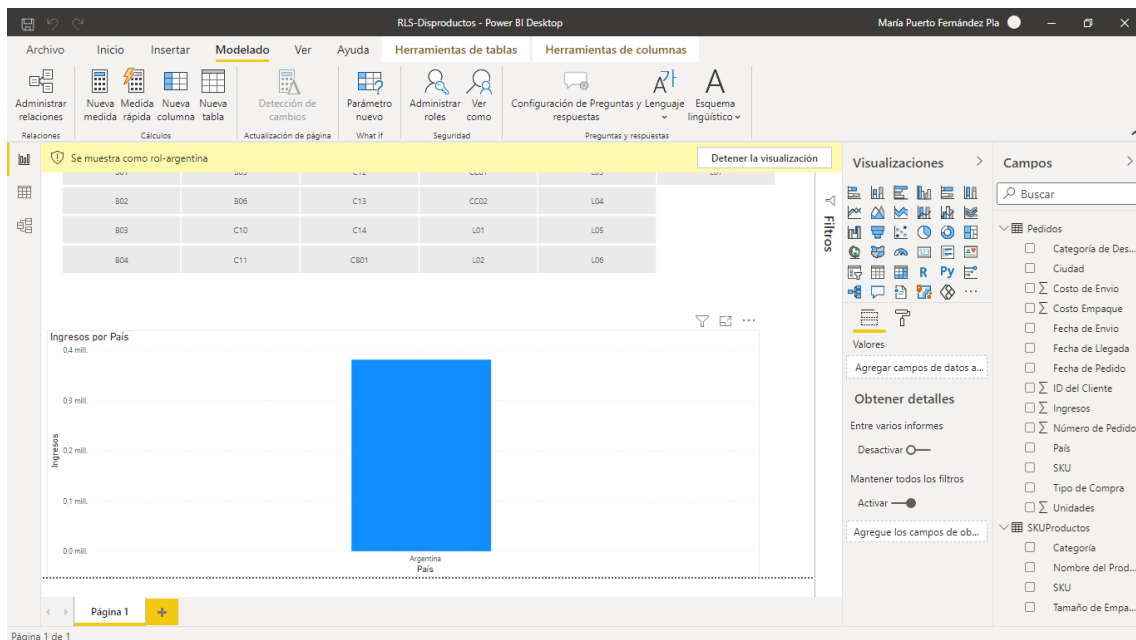 RLS-Disproductos - Power BI Desktop
María Puerto Fernández Pla
Archivo Inicio Insertar Modelado Ver Ayuda Herramientas de tablas Herramientas de columnas
Administrar relaciones
Nueva medida
Medida rápida
Nueva columna
Nueva tabla
Detección de cambios
Parámetro nuevo
Administrar roles
Ver como
Configuración de Preguntas y respuestas
Lenguaje
Esquema lingüístico
Relaciones Cálculos Actualización de página What if Seguridad Preguntas y respuestas
Se muestra como rol-argentina
Detener la visualización
B02 B06 C13 CC02 L04
B03 C10 C14 L01 L05
B04 C11 CB01 L02 L06
Ingresos por País
0.4 mill.
0.3 mill.
0.2 mill.
0.1 mill.
0.0 mill.
Ingresos
Argentina
País
Filtros
Visualizaciones
R Py
123
Valores
Agregar campos de datos a...
Obtener detalles
Entre varios informes
Desactivar
Mantener todos los filtros
Activar
Agregue los campos de ob...
Campos
Buscar
Pedidos
Categoría de Des...
Ciudad
Costo de Envio
Costo Empaque
Fecha de Envio
Fecha de Llegada
Fecha de Pedido
ID del Cliente
Ingresos
Número de Pedido
País
SKU
Tipo de Compra
Unidades
SKUProductos
Categoría
Nombre del Prod...
SKU
Tamaño de Empa...
Página 1
Página 1 de 1